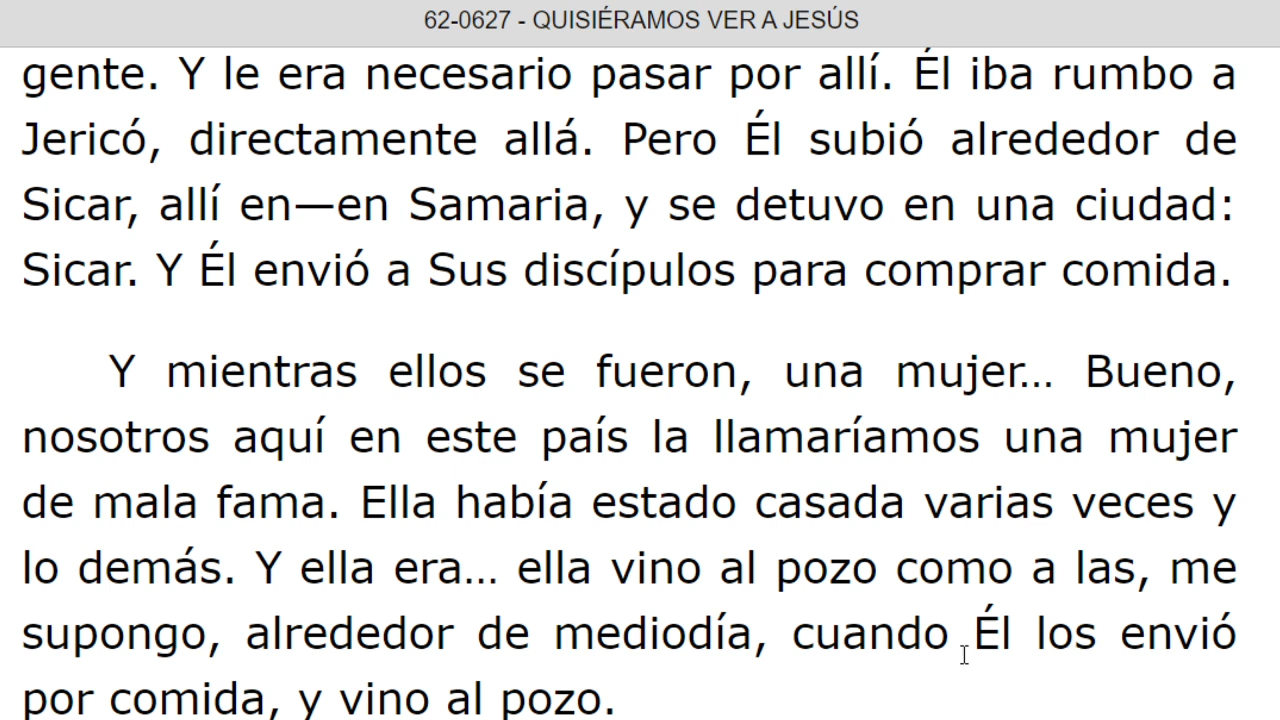 62-0627 - QUISIÉRAMOS VER A JESÚS
gente. Y le era necesario pasar por allí. Él iba rumbo a
Jericó, directamente allá. Pero Él subió alrededor de
Sicar, allí en—en Samaria, y se detuvo en una ciudad:
Sicar. Y Él envió a Sus discípulos para comprar comida.
Y mientras ellos se fueron, una mujer… Bueno,
nosotros aquí en este país la llamaríamos una mujer
de mala fama. Ella había estado casada varias veces y
lo demás. Y ella era… ella vino al pozo como a las, me
supongo, alrededor de mediodía, cuando Él los envió
por comida, y vino al pozo.